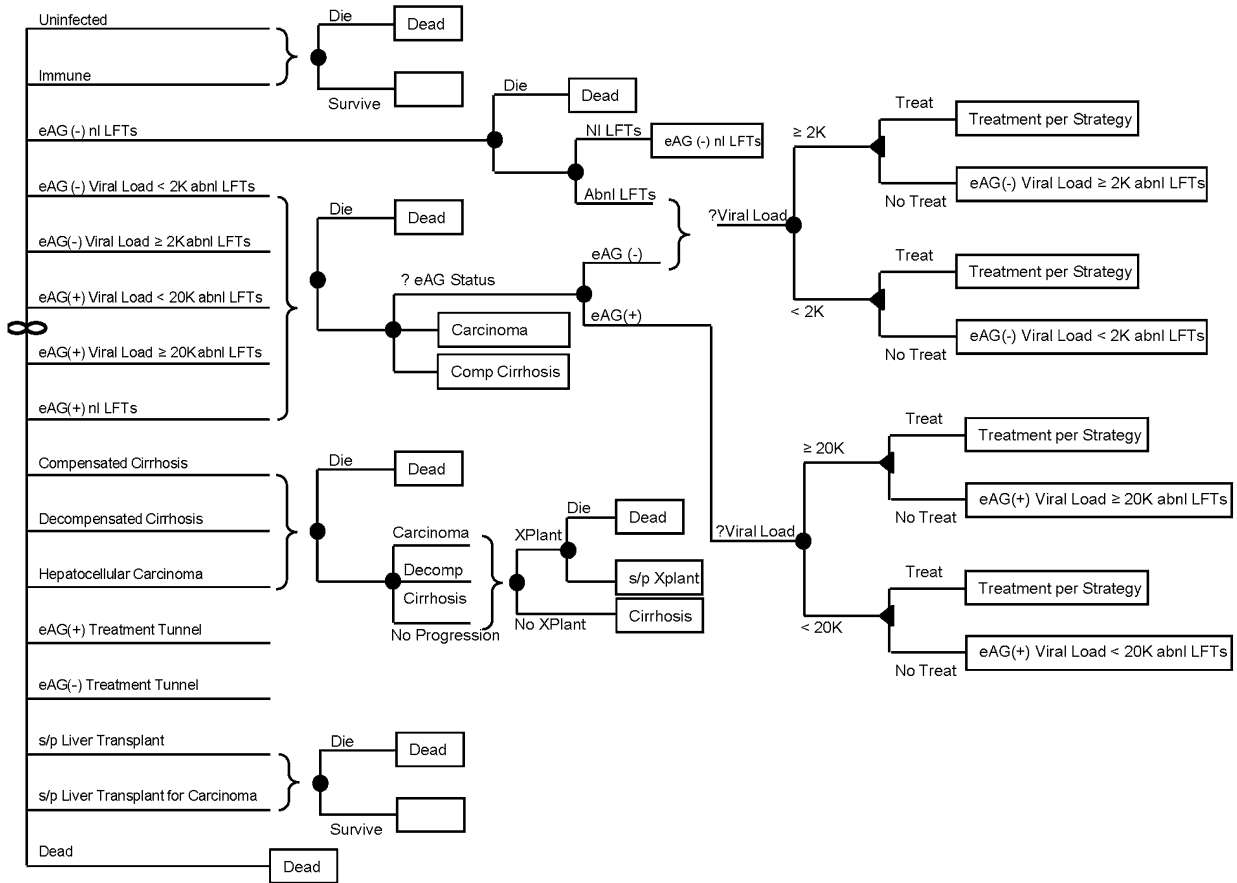 Uninfected
Die
Dead
Immune
Survive
eAG (-) nl LFTs
Die
Dead
Nl LFTs
eAG (-) nl LFTs
Abnl LFTs
eAG (-) Viral Load < 2K abnl LFTs
eAG(-) Viral Load ≥ 2K abnl LFTs
eAG(+) Viral Load < 20K abnl LFTs
eAG(+) Viral Load ≥ 20K abnl LFTs
eAG(+) nl LFTs
Die
Dead
? eAG Status
Carcinoma
Comp Cirrhosis
eAG (-)
eAG(+)
?Viral Load
≥ 2K
Treat
Treatment per Strategy
No Treat
eAG(-) Viral Load ≥ 2K abnl LFTs
< 2K
Treat
Treatment per Strategy
No Treat
eAG(-) Viral Load < 2K abnl LFTs
?Viral Load
≥ 20K
Treat
Treatment per Strategy
No Treat
eAG(+) Viral Load ≥ 20K abnl LFTs
< 20K
Treat
Treatment per Strategy
No Treat
eAG(+) Viral Load < 20K abnl LFTs
Compensated Cirrhosis
Decompensated Cirrhosis
Hepatocellular Carcinoma
Die
Dead
Carcinoma
Decomp
Cirrhosis
No Progression
XPlant
Die
Dead
s/p Xplant
No XPlant
Cirrhosis
eAG(+) Treatment Tunnel
eAG(-) Treatment Tunnel
s/p Liver Transplant
s/p Liver Transplant for Carcinoma
Die
Dead
Survive
Dead
Dead